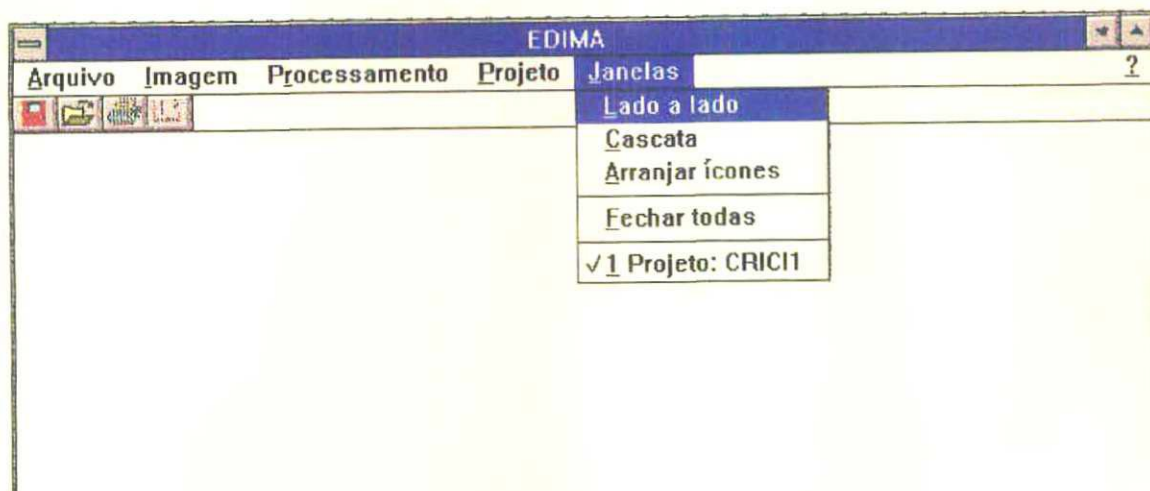 EDIMA
Arquivo Imagem Processamento Projeto Janelas ?
Lado a lado
Cascata
Arranjar ícones
Fechar todas
√ 1 Projeto: CRICI1